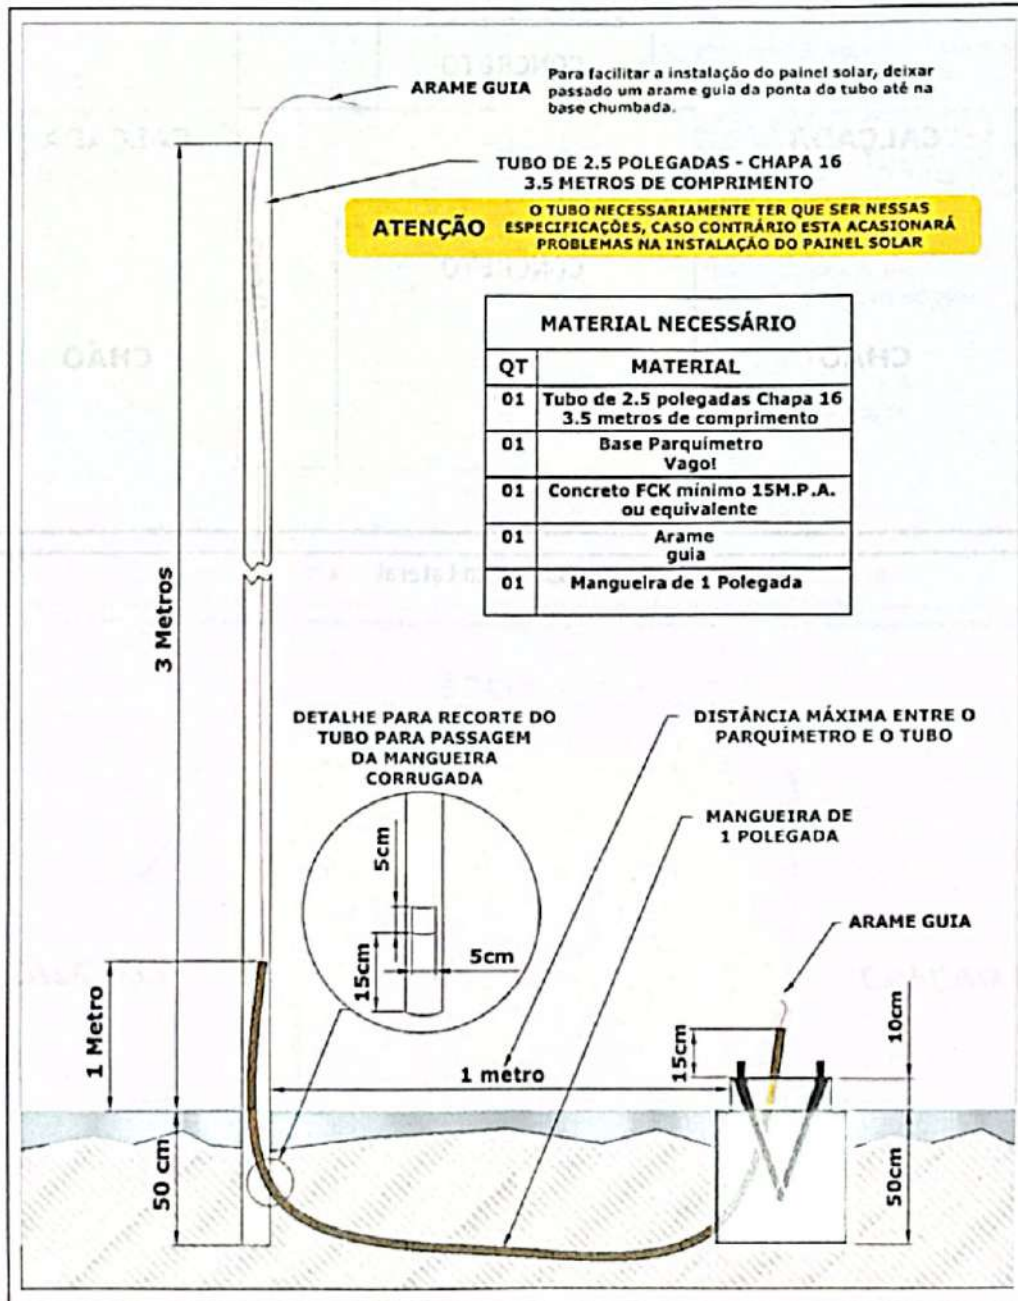 ARAME GUIA
Para facilitar a instalação do painel solar, deixar
passado um arame guia da ponta do tubo até na
base chumbada.
TUBO DE 2.5 POLEGADAS - CHAPA 16
3.5 METROS DE COMPRIMENTO
ATENÇÃO
O TUBO NECESSARIAMENTE TER QUE SER NESSAS
ESPECIFICAÇÕES, CASO CONTRÁRIO ESTA ACASIONARÁ
PROBLEMAS NA INSTALAÇÃO DO PAINEL SOLAR
MATERIAL NECESSÁRIO
QT MATERIAL
01 Tubo de 2.5 polegadas Chapa 16
3.5 metros de comprimento
01 Base Parquímetro
Vago!
01 Concreto FCK mínimo 15M.P.A.
ou equivalente
01 Arame
guia
01 Mangueira de 1 Polegada
3 Metros
DETALHE PARA RECORTE DO
TUBO PARA PASSAGEM
DA MANGUEIRA
CORRUGADA
DISTÂNCIA MÁXIMA ENTRE O
PARQUÍMETRO E O TUBO
MANGUEIRA DE
1 POLEGADA
5cm
15cm
5cm
ARAME GUIA
1 Metro
1 metro
15cm
10cm
50 cm
50cm
CONCRETO
CALÇADA
CONCRETO
CHÃO
CHÃO